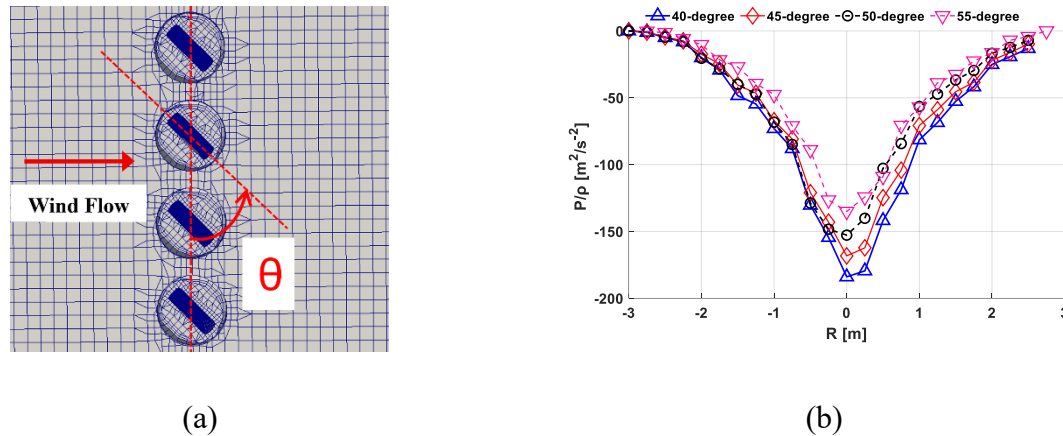 Wind Flow
θ
40-degree 45-degree 50-degree 55-degree
0
-50
-100
-150
-200
P/ρ [m²/s⁻²]
-3 -2 -1 0 1 2 3
R [m]
(a) (b)